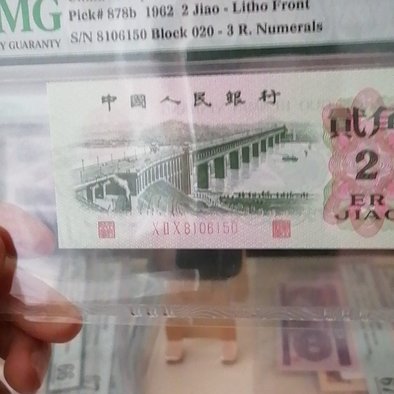 MG
Pick# 878b 1962 2 Jiao - Litho Front
Y GUARANTY
S/N 8106150 Block 020 - 3 R. Numerals
中國人民銀行
貳角
2
ER
JIAO
X II X 8106150